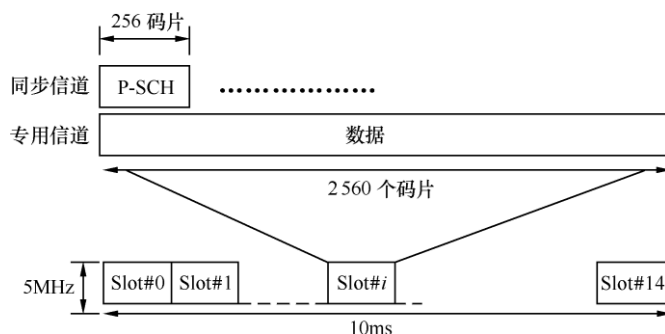 256 码片
同步信道 P-SCH ………………
专用信道 数据
2 560 个码片
5MHz Slot#0 Slot#1 Slot#i Slot#14
10ms